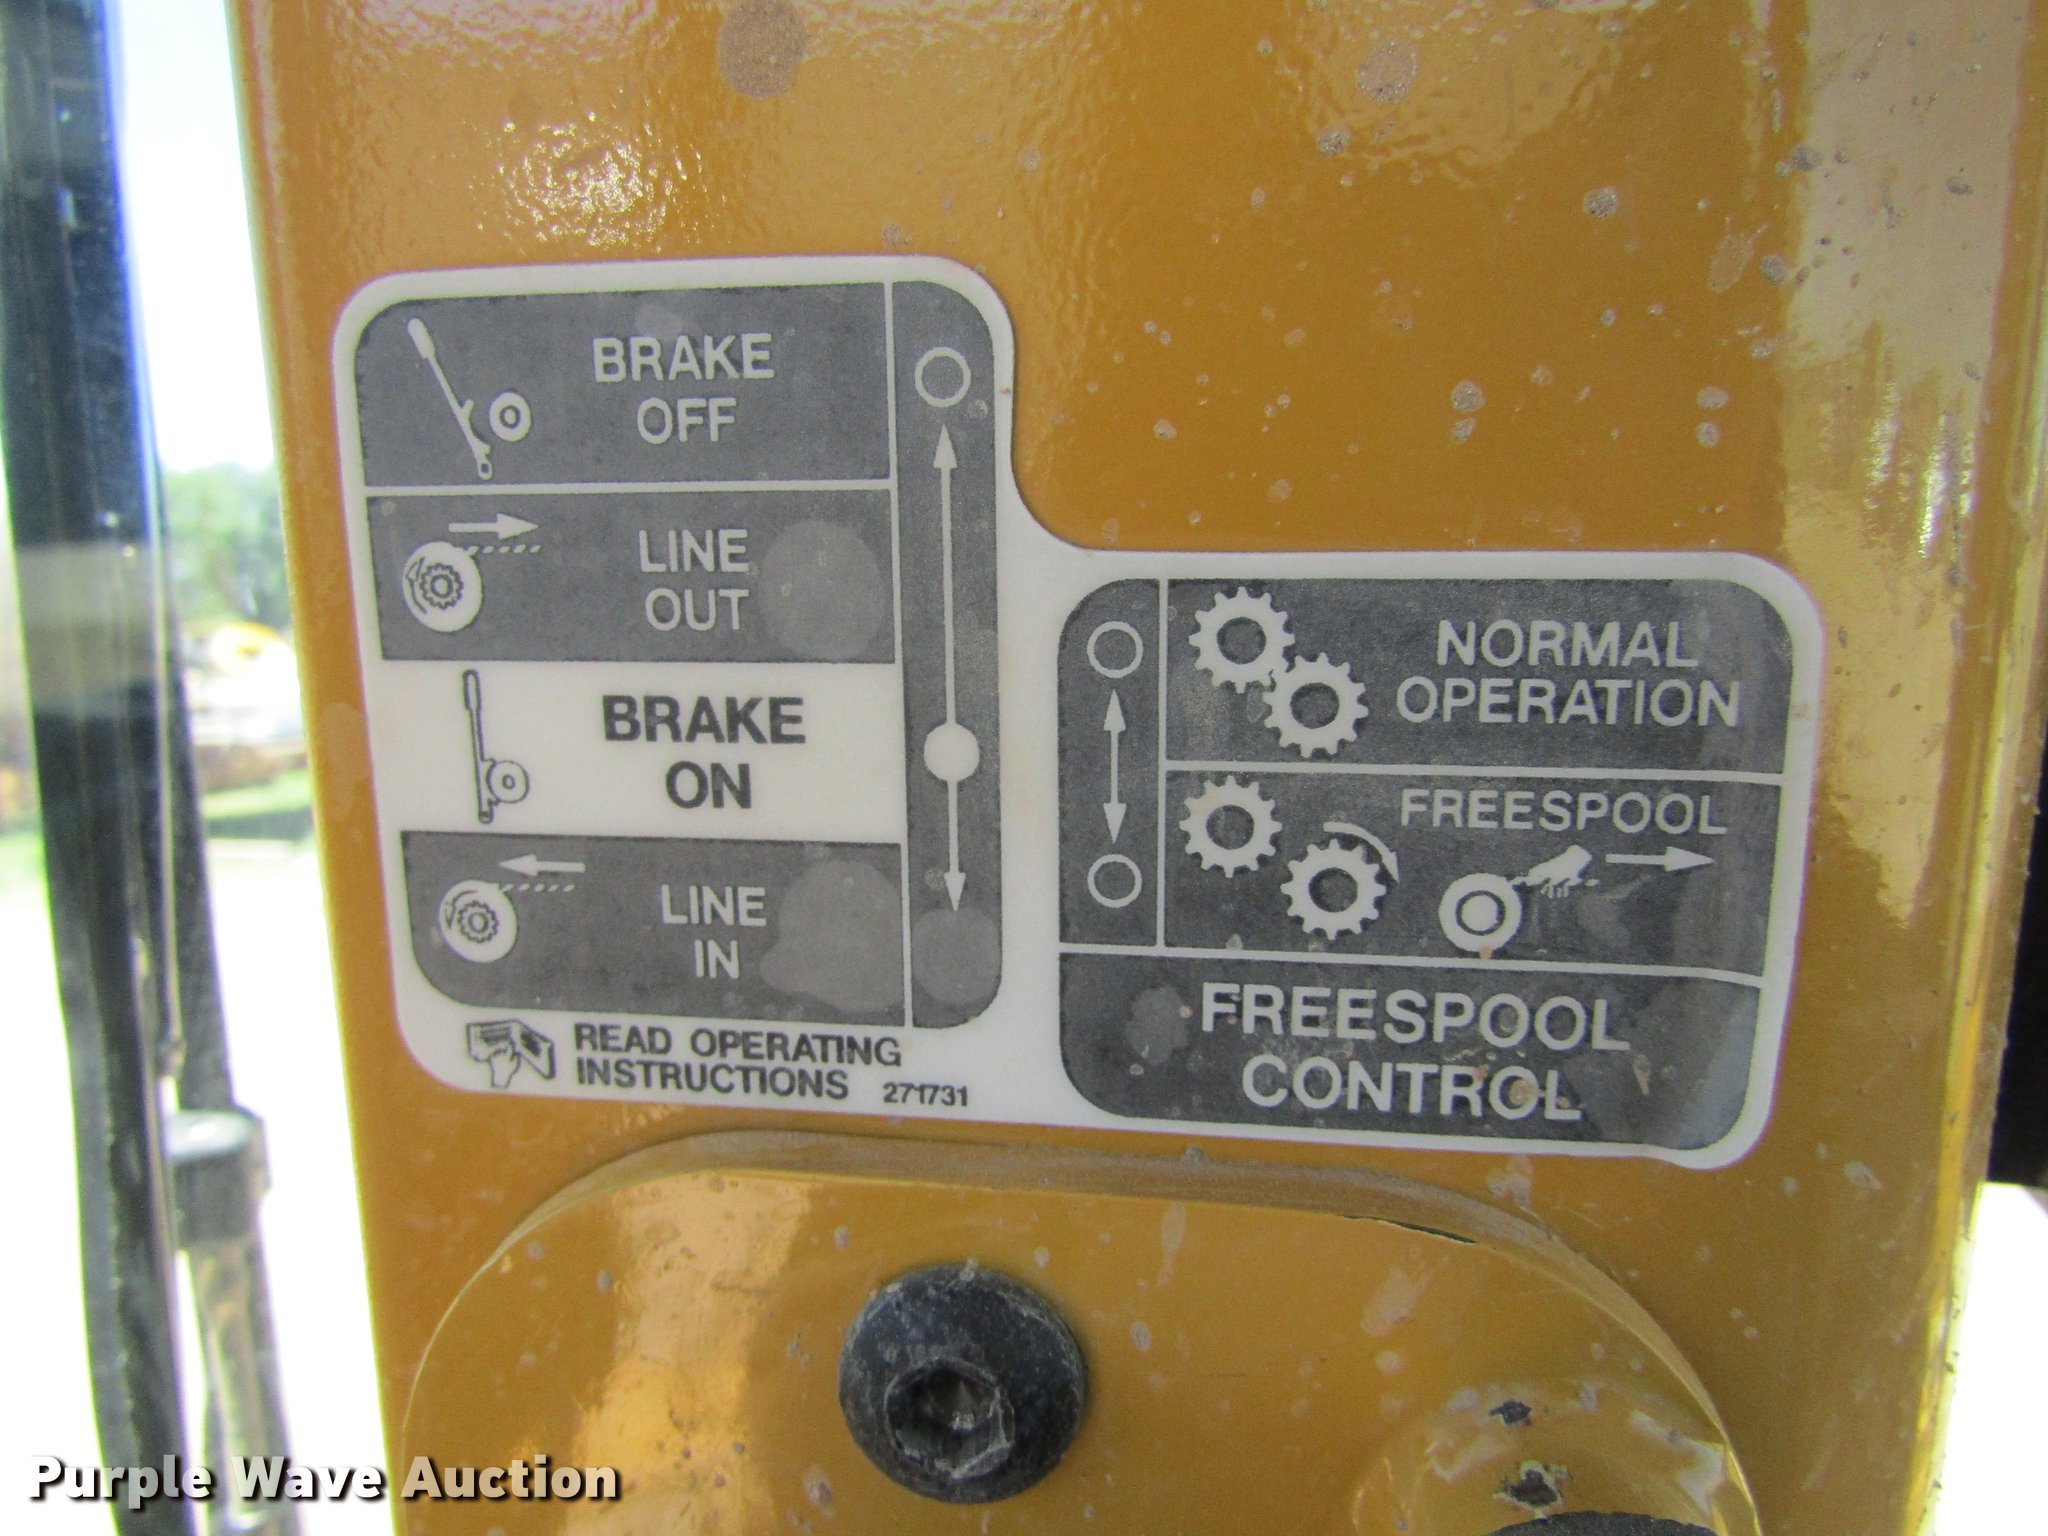 BRAKE
OFF
LINE
OUT
BRAKE
ON
LINE
IN
READ OPERATING
INSTRUCTIONS 271731
NORMAL
OPERATION
FREESPOOL
FREESPOOL
CONTROL
Purple Wave Auction